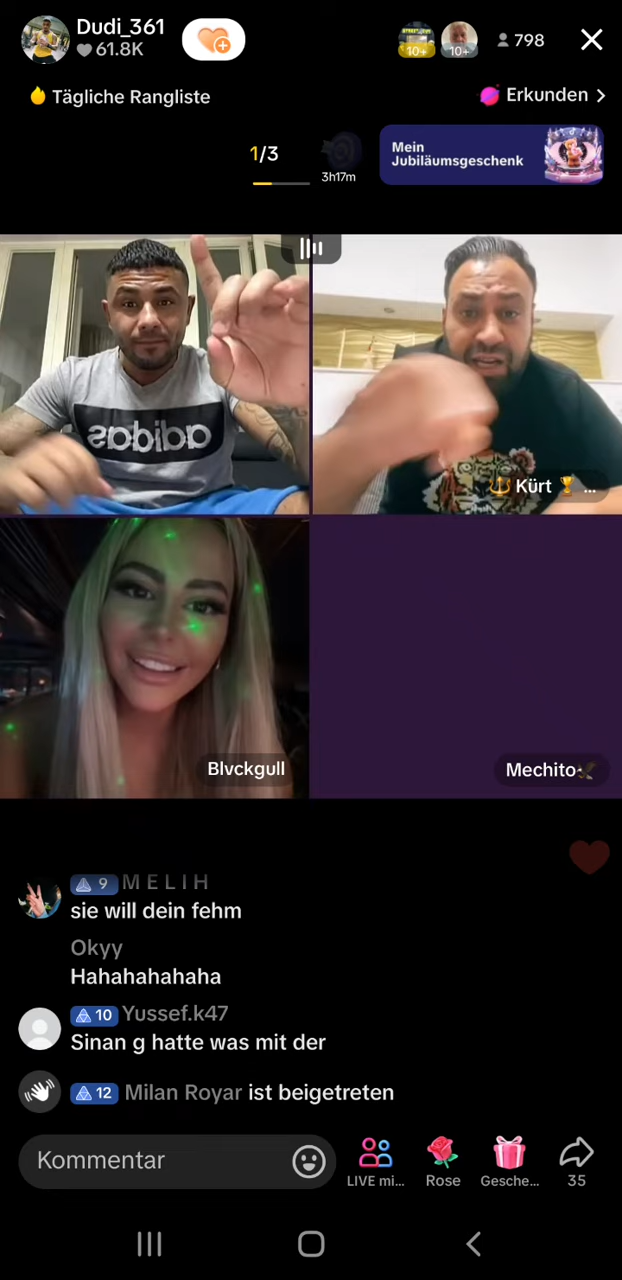 Dudi_361
61.8K
10+
10+
798
Tägliche Rangliste
Erkunden
1/3
3h17m
Mein
Jubiläumsgeschenk
adidas
Kürt 🏆 ...
Blvckgull
Mechito
9 M E L I H
sie will dein fehm
Okyy
Hahahahahaha
10 Yussef.k47
Sinan g hatte was mit der
12 Milan Royar ist beigetreten
Kommentar
LIVE mi...
Rose
Gesche...
35